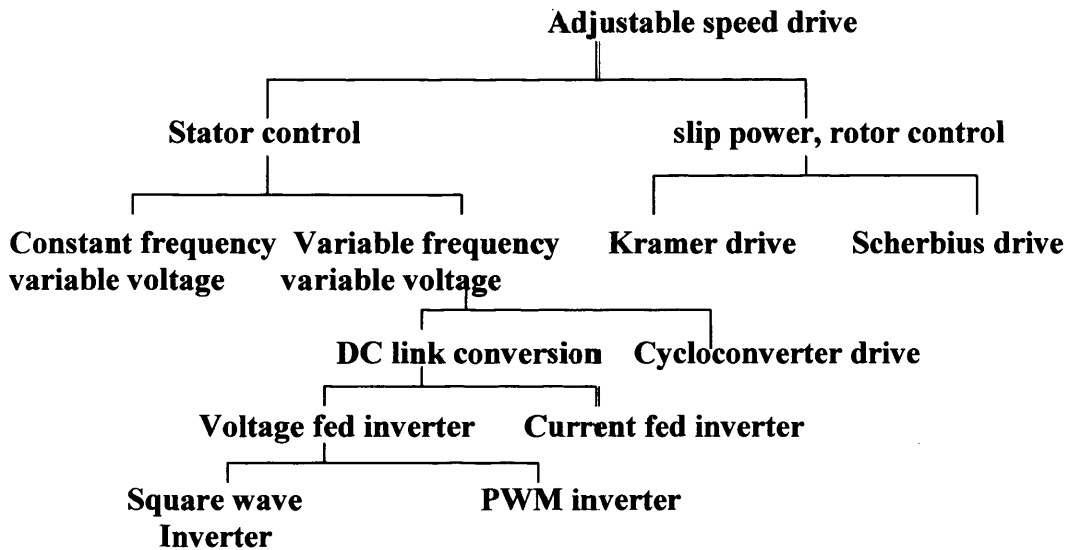 Adjustable speed drive
Stator control
slip power, rotor control
Constant frequency
variable voltage
Variable frequency
variable voltage
Kramer drive
Scherbius drive
DC link conversion
Cycloconverter drive
Voltage fed inverter
Current fed inverter
Square wave
Inverter
PWM inverter